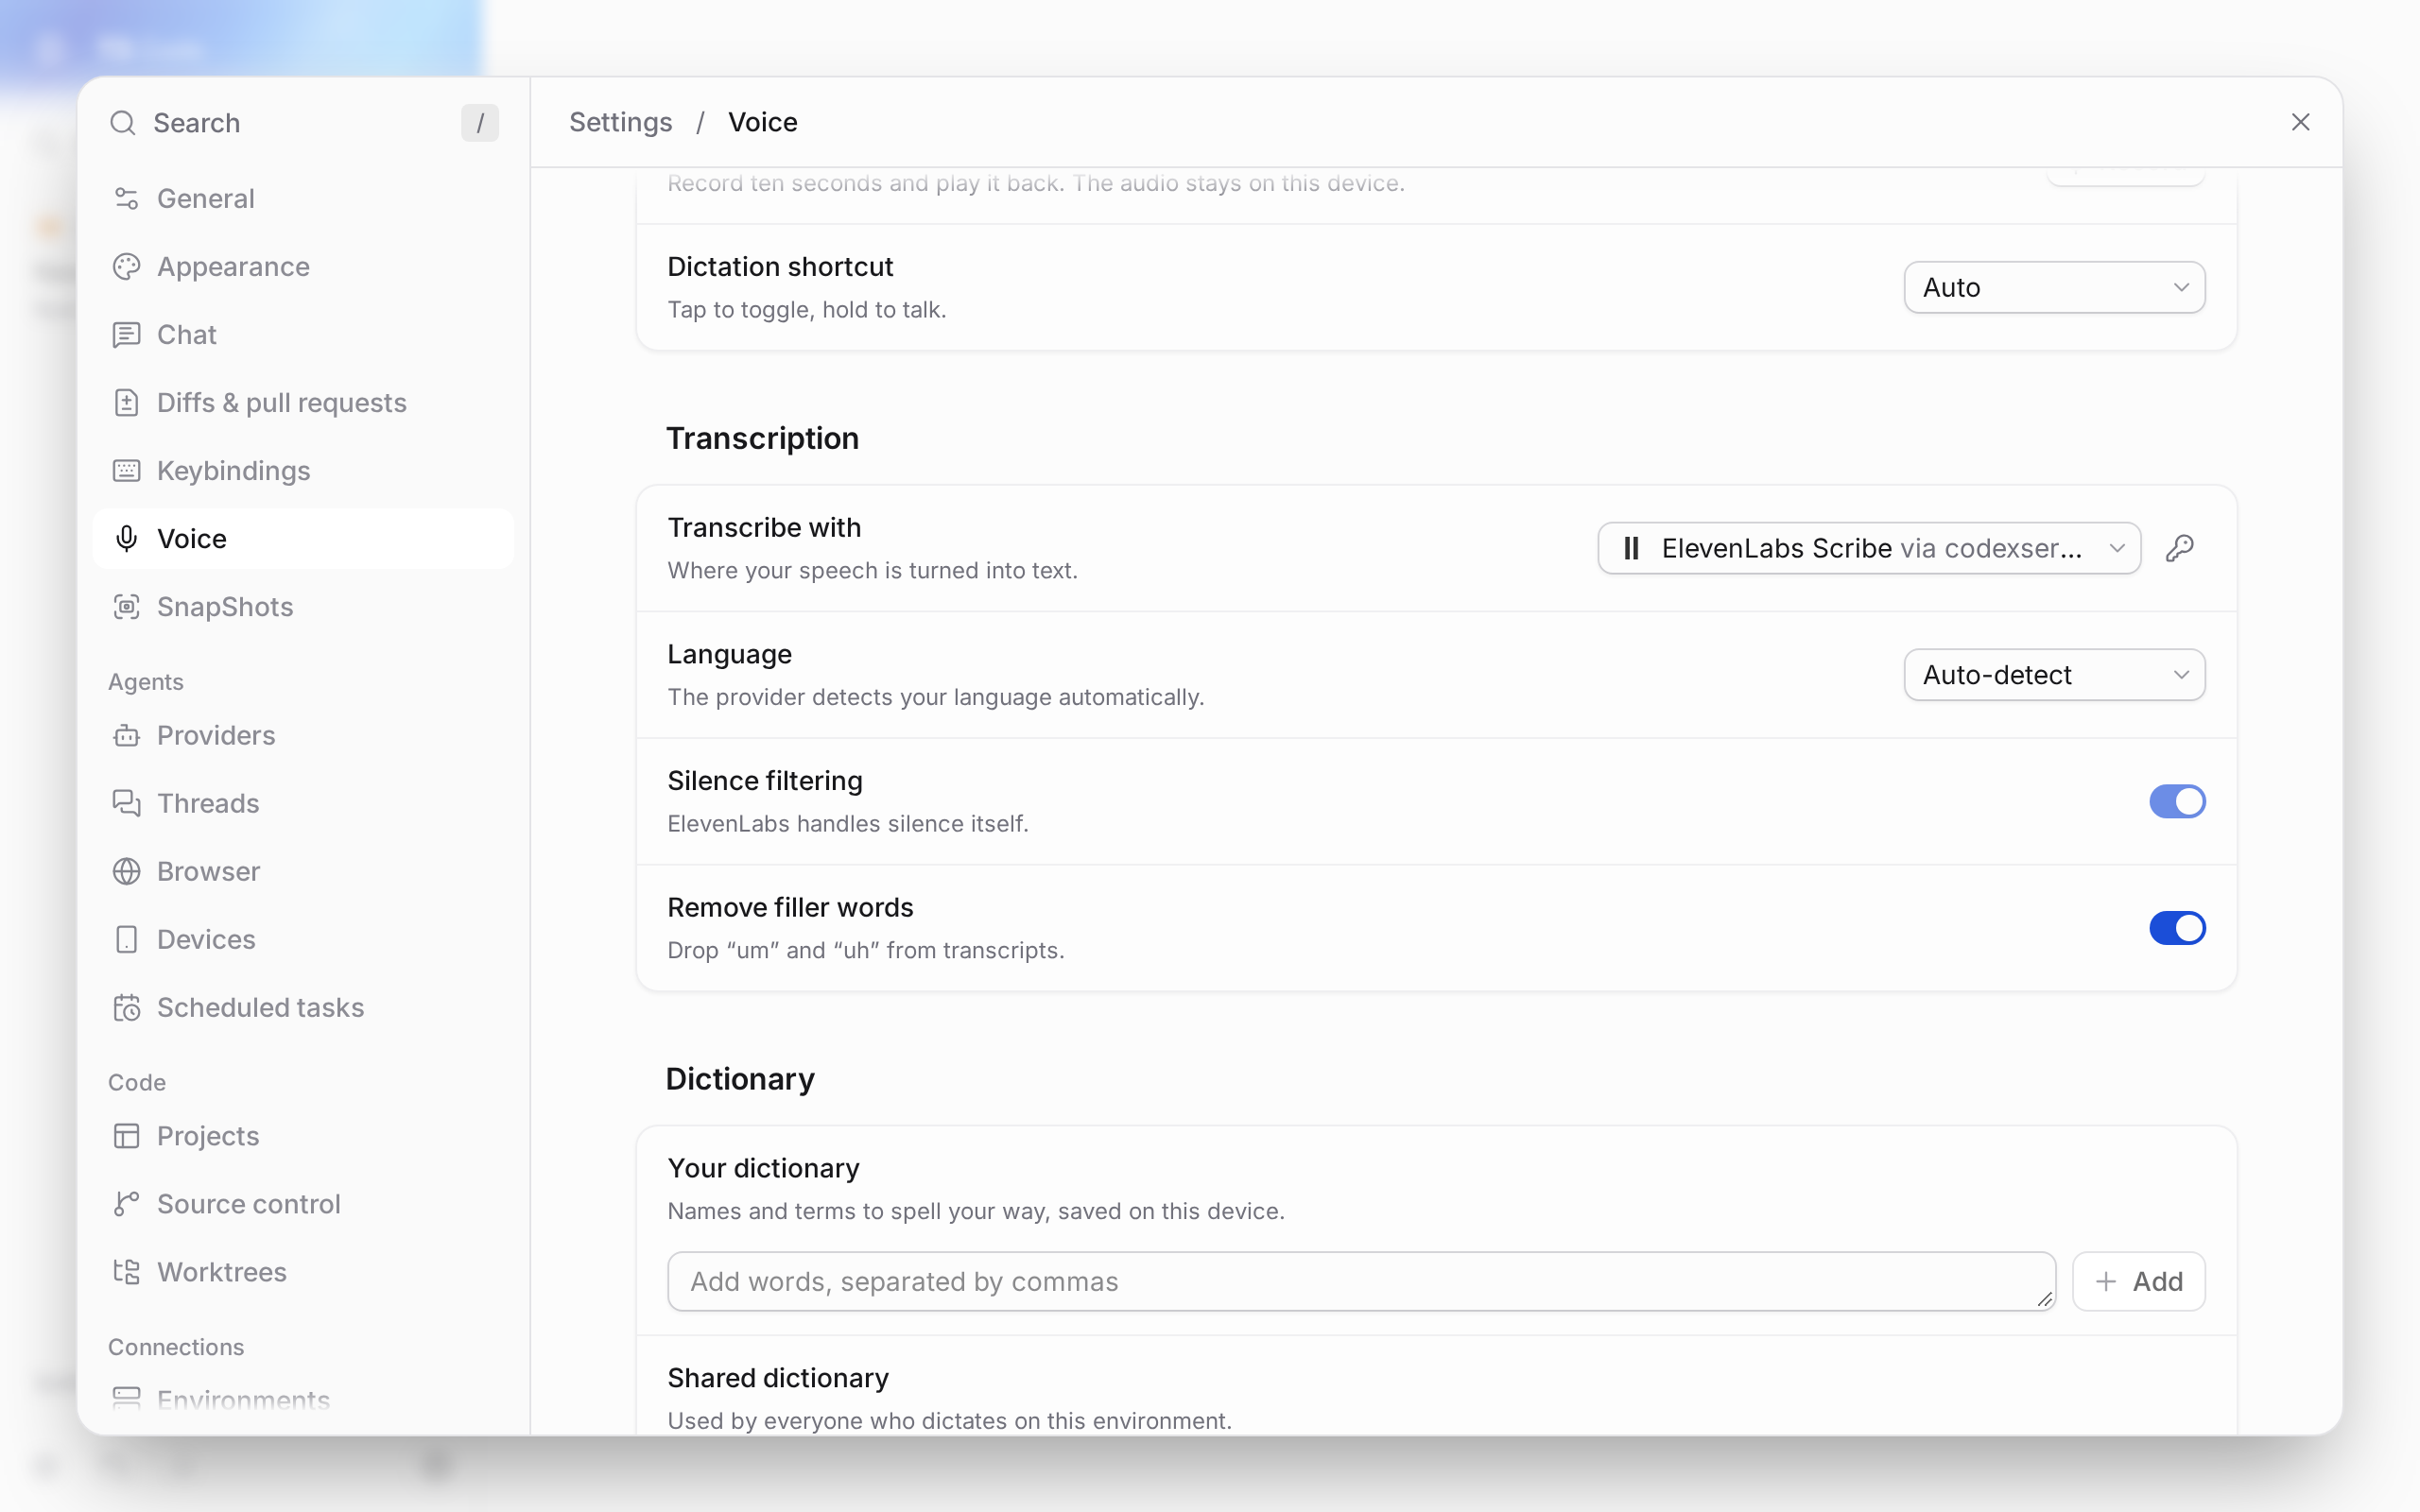 Search
/
General
Appearance
Chat
Diffs & pull requests
Keybindings
Voice
SnapShots
Agents
Providers
Threads
Browser
Devices
Scheduled tasks
Code
Projects
Source control
Worktrees
Connections
Environments
Settings / Voice
Record ten seconds and play it back. The audio stays on this device.
Dictation shortcut
Tap to toggle, hold to talk.
Auto
Transcription
Transcribe with
Where your speech is turned into text.
ElevenLabs Scribe via codexser...
Language
The provider detects your language automatically.
Auto-detect
Silence filtering
ElevenLabs handles silence itself.
Remove filler words
Drop “um” and “uh” from transcripts.
Dictionary
Your dictionary
Names and terms to spell your way, saved on this device.
Add words, separated by commas
Add
Shared dictionary
Used by everyone who dictates on this environment.